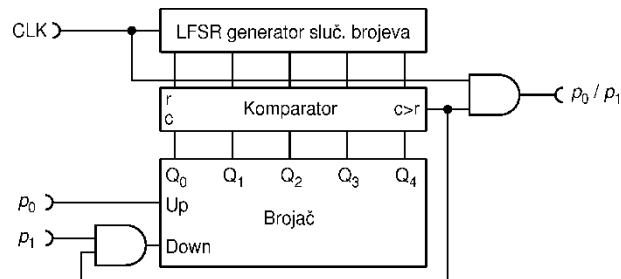 CLK
LFSR generator sluč. brojeva
r
c
Komparator
c>r
p0 / p1
Q0 Q1 Q2 Q3 Q4
p0
Up
Brojač
p1
Down